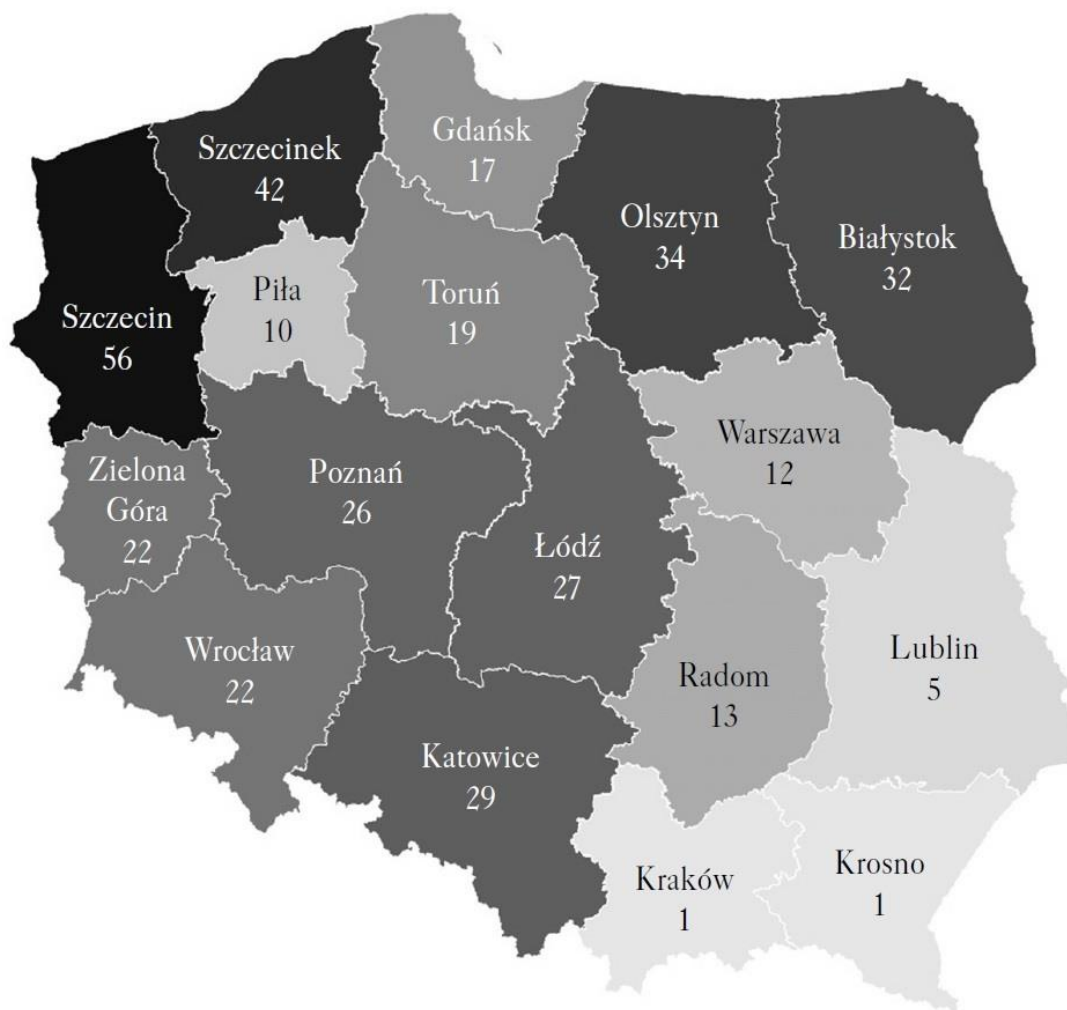 Gdańsk
17
Szczecinek
42
Olsztyn
34
Białystok
32
Piła
10
Toruń
19
Szczecin
56
Warszawa
12
Zielona
Góra
22
Poznań
26
Łódź
27
Wrocław
22
Lublin
5
Radom
13
Katowice
29
Kraków
1
Krosno
1